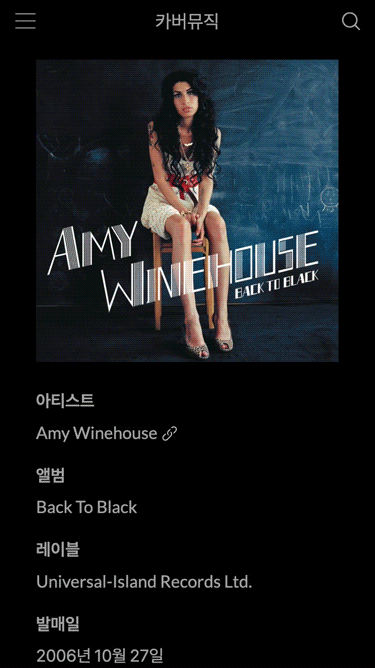 카버뮤직
AMY
WINEHOUSE
BACK TO BLACK
아티스트
Amy Winehouse
앨범
Back To Black
레이블
Universal-Island Records Ltd.
발매일
2006년 10월 27일